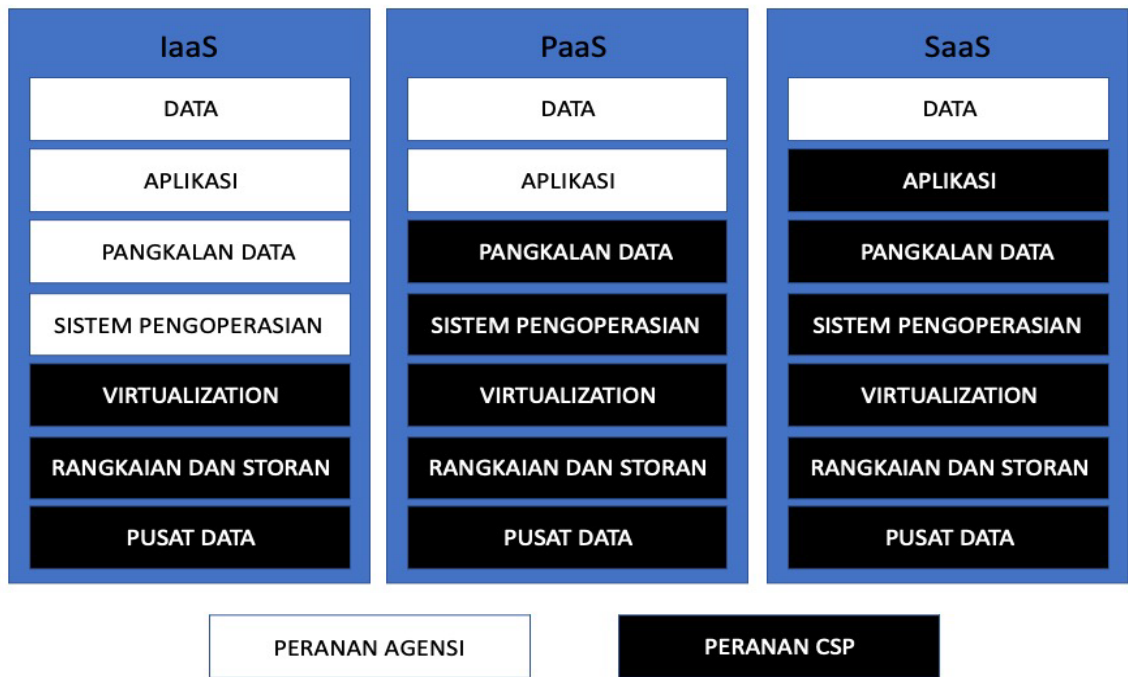 IaaS
DATA
APLIKASI
PANGKALAN DATA
SISTEM PENGOPERASIAN
VIRTUALIZATION
RANGKAIAN DAN STORAN
PUSAT DATA
PaaS
DATA
APLIKASI
PANGKALAN DATA
SISTEM PENGOPERASIAN
VIRTUALIZATION
RANGKAIAN DAN STORAN
PUSAT DATA
SaaS
DATA
APLIKASI
PANGKALAN DATA
SISTEM PENGOPERASIAN
VIRTUALIZATION
RANGKAIAN DAN STORAN
PUSAT DATA
PERANAN AGENSI
PERANAN CSP